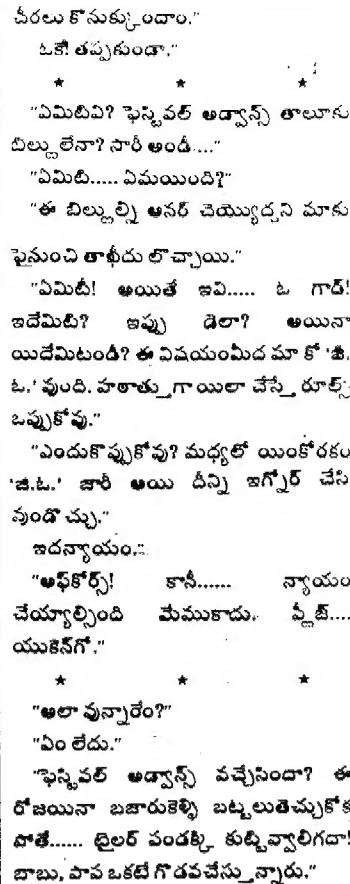 చీరలు కొనుక్కుందాం."
ఓకే! తప్పకుండా."
★ ★ ★
"ఏమిటివి? ఫెస్టివల్ అడ్వాన్స్ తాలూకు
బిల్లులేనా? సారీ అండీ...."
"ఏమిటి..... ఏమయింది?"
"ఈ బిల్లుల్ని ఆనర్ చెయ్యొద్దని మాకు
పైనుంచి తాఖీదు లొచ్చాయి."
"ఏమిటీ! అయితే ఇవి..... ఓ గాడ్!
ఇదేమిటి? ఇప్పు డెలా? అయినా
యిదేమిటండీ? ఈ విషయంమీద మా కో 'జి.
ఓ.' వుంది. హఠాత్తుగా యిలా చేస్తే రూల్స్
ఒప్పుకోవు."
"ఎందుకొప్పుకోవు? మధ్యలో యింకోరకం
'జి.ఓ.' జారీ అయి దీన్ని ఇగ్నోర్ చేసి
వుండొచ్చు."
ఇదన్యాయం."
"ఆఫ్‌కోర్స్! కానీ...... న్యాయం
చేయ్యాల్సింది మేముకాదు. ప్లీజ్....
యుకెన్‌గో."
★ ★ ★
"అలా వున్నారేం?"
"ఏం లేదు."
"ఫెస్టివల్ అడ్వాన్స్ వచ్చేసిందా? ఈ
రోజయినా బజారుకెళ్ళి బట్టలుతెచ్చుకోక
పోతే...... టైలర్ పండక్కి కుట్టివ్వాలిగదా!
బాబు, పాప ఒకటే గొడవచేస్తున్నారు."